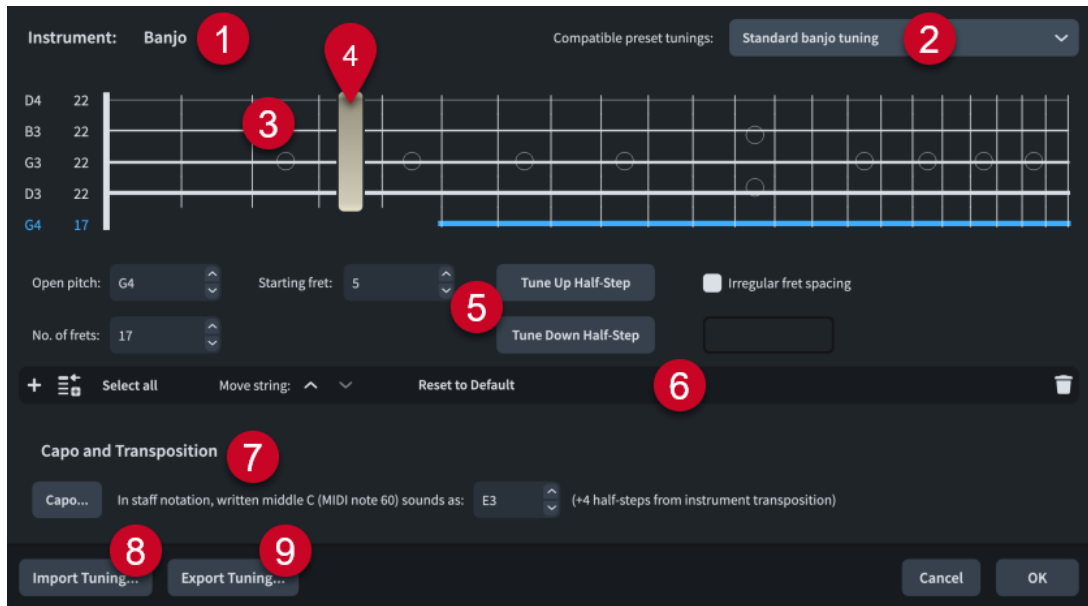 Instrument: Banjo 1 Compatible preset tunings: Standard banjo tuning 2
4
D4 22
3
B3 22
G3 22
D3 22
G4 17
Open pitch: G4 Starting fret: 5 Tune Up Half-Step Irregular fret spacing
5
No. of frets: 17 Tune Down Half-Step
Select all Move string: Reset to Default 6
Capo and Transposition 7
Capo... In staff notation, written middle C (MIDI note 60) sounds as: E3 (+4 half-steps from instrument transposition)
8 9
Import Tuning... Export Tuning... Cancel OK